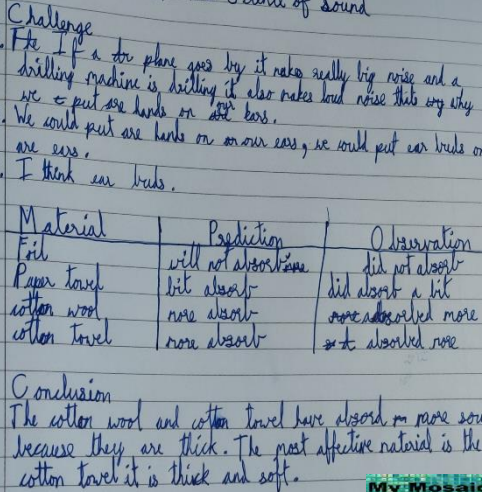 of sound
Challenge
If a plane goes by it makes really big noise and a
drilling machine is drilling it also makes loud noise thats why
we put are hands on our ears.
We would put are hands on our ears, we would put ear buds on
are ears.
I think ear buds.
Material Prediction Observation
Foil will not absorb did not absorb
Paper towel bit absorb did absorb a bit
cotton wool more absorb absorbed more
cotton towel more absorb absorbed more
Conclusion
The cotton wool and cotton towel have absord more sou
because they are thick. The most affective material is the
cotton towel it is thick and soft.
My Mosaic